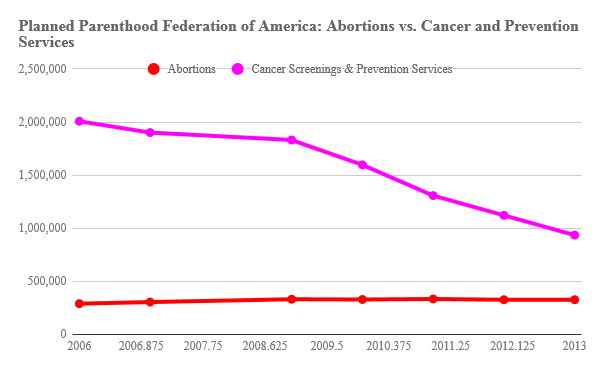 Planned Parenthood Federation of America: Abortions vs. Cancer and Prevention
Services
2,500,000
Abortions Cancer Screenings & Prevention Services
2,000,000
1,500,000
1,000,000
500,000
0
2006 2006.875 2007.75 2008.625 2009.5 2010.375 2011.25 2012.125 2013